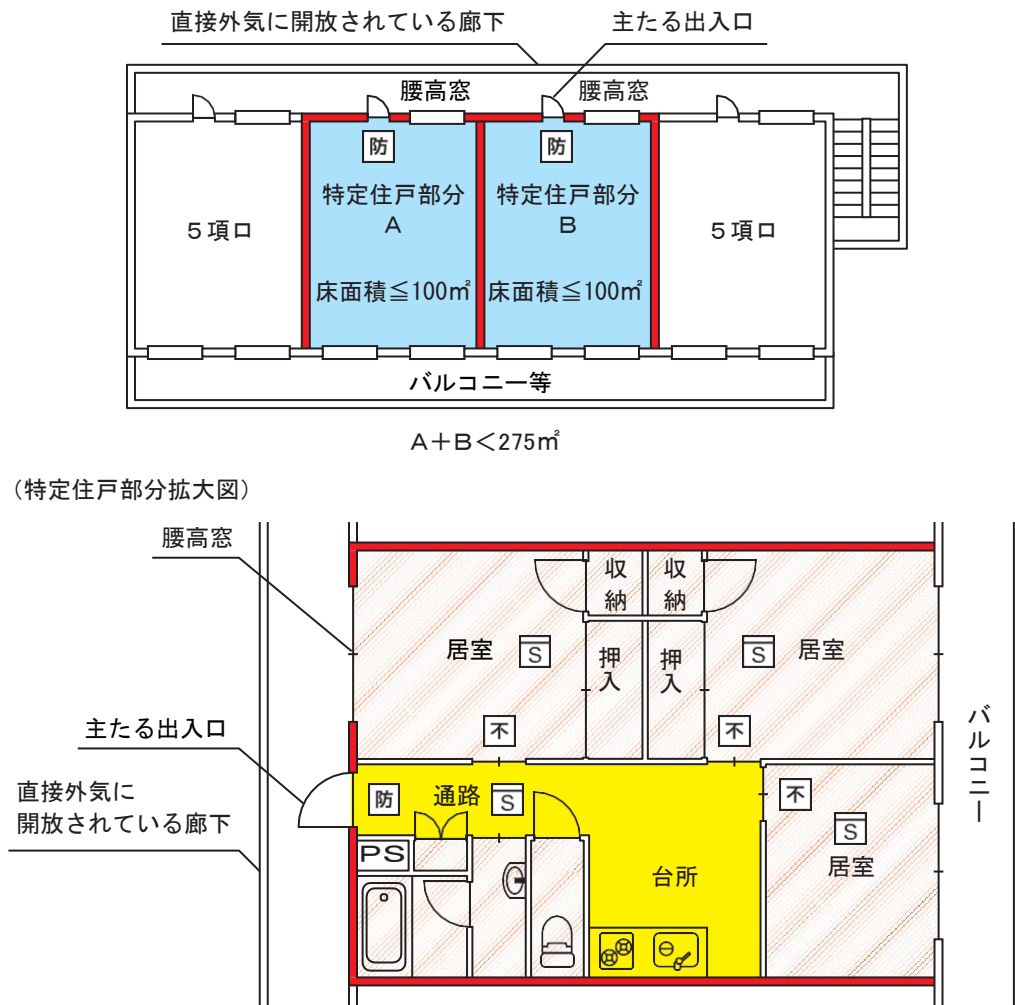 直接外気に開放されている廊下
主たる出入口
腰高窓
腰高窓
防
防
特定住戸部分
A
特定住戸部分
B
5項ロ
5項ロ
床面積≦100㎡
床面積≦100㎡
バルコニー等
A+B<275㎡
(特定住戸部分拡大図)
腰高窓
収納
収納
居室
S
押入
押入
S
居室
不
不
主たる出入口
バルコニー
防
通路
S
不
直接外気に
開放されている廊下
S
居室
PS
台所